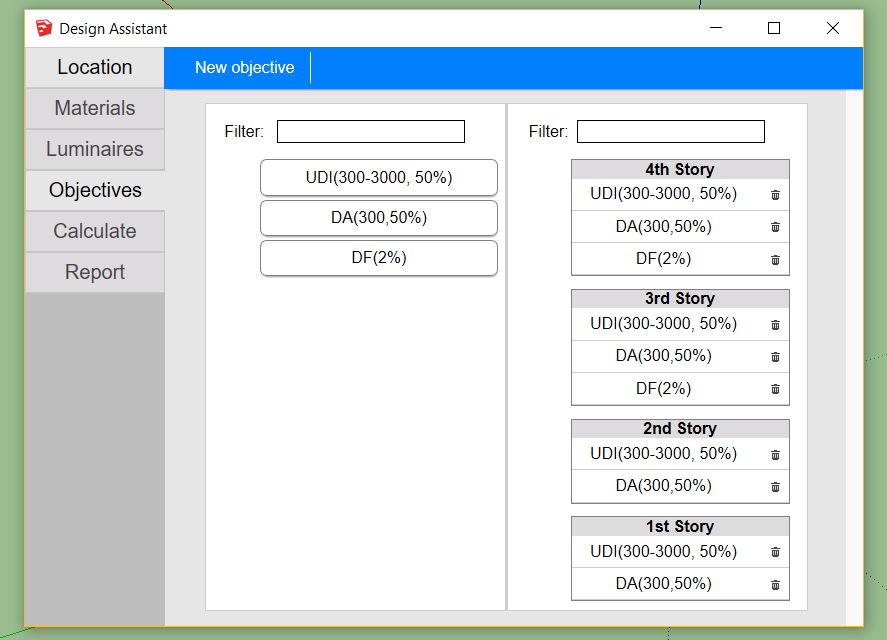 Design Assistant
Location
Materials
Luminaires
Objectives
Calculate
Report
New objective
Filter:
UDI(300-3000, 50%)
DA(300,50%)
DF(2%)
Filter:
4th Story
UDI(300-3000, 50%)
DA(300,50%)
DF(2%)
3rd Story
UDI(300-3000, 50%)
DA(300,50%)
DF(2%)
2nd Story
UDI(300-3000, 50%)
DA(300,50%)
1st Story
UDI(300-3000, 50%)
DA(300,50%)